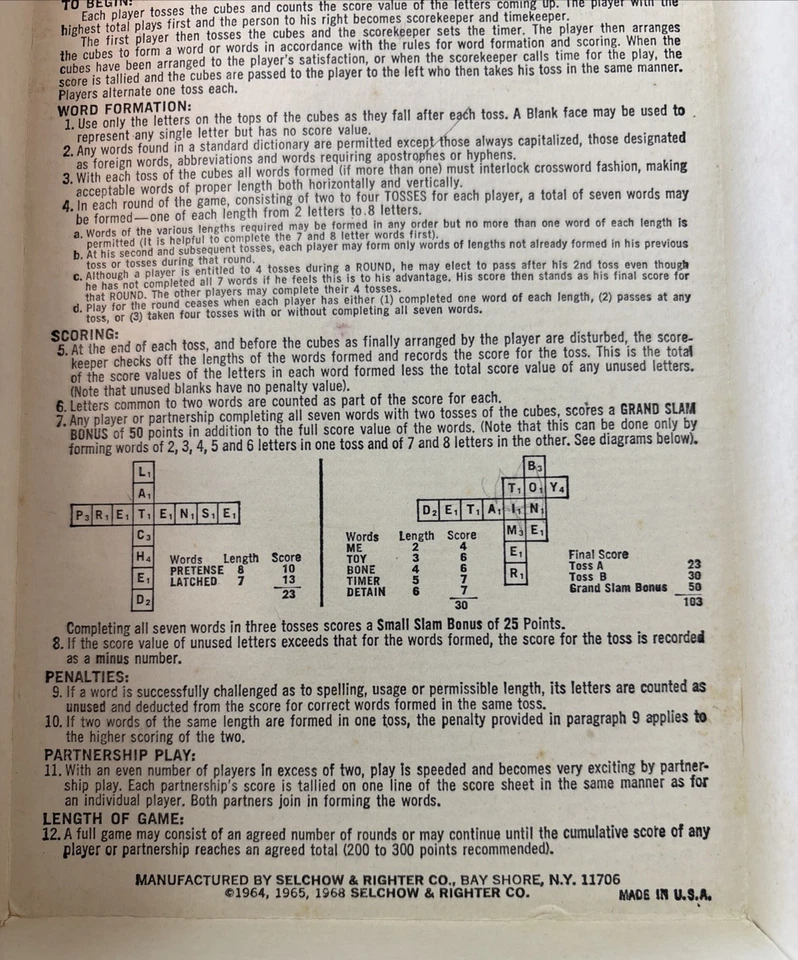 TO BEGIN:
Each player tosses the cubes and counts the score value of the letters coming up. The player with the
highest total plays first and the person to his right becomes scorekeeper and timekeeper.
The first player then tosses the cubes and the scorekeeper sets the timer. The player then arranges
the cubes to form a word or words in accordance with the rules for word formation and scoring. When the
cubes have been arranged to the player's satisfaction, or when the scorekeeper calls time for the play, the
score is tallied and the cubes are passed to the player to the left who then takes his toss in the same manner.
Players alternate one toss each.
WORD FORMATION:
1. Use only the letters on the tops of the cubes as they fall after each toss. A Blank face may be used to
represent any single letter but has no score value.
2. Any words found in a standard dictionary are permitted except those always capitalized, those designated
as foreign words, abbreviations and words requiring apostrophes or hyphens.
3. With each toss of the cubes all words formed (if more than one) must interlock crossword fashion, making
acceptable words of proper length both horizontally and vertically.
4. In each round of the game, consisting of two to four TOSSES for each player, a total of seven words may
be formed—one of each length from 2 letters to 8 letters.
a. Words of the various lengths required may be formed in any order but no more than one word of each length is
permitted (It is helpful to complete the 7 and 8 letter words first).
b. At his second and subsequent tosses, each player may form only words of lengths not already formed in his previous
toss or tosses during that round.
c. Although a player is entitled to 4 tosses during a ROUND, he may elect to pass after his 2nd toss even though
he has not completed all 7 words if he feels this is to his advantage. His score then stands as his final score for
that ROUND. The other players may complete their 4 tosses.
d. Play for the round ceases when each player has either (1) completed one word of each length, (2) passes at any
toss, or (3) taken four tosses with or without completing all seven words.
SCORING:
5. At the end of each toss, and before the cubes as finally arranged by the player are disturbed, the score-
keeper checks off the lengths of the words formed and records the score for the toss. This is the total
of the score values of the letters in each word formed less the total score value of any unused letters.
(Note that unused blanks have no penalty value).
6. Letters common to two words are counted as part of the score for each.
7. Any player or partnership completing all seven words with two tosses of the cubes, scores a GRAND SLAM
BONUS of 50 points in addition to the full score value of the words. (Note that this can be done only by
forming words of 2, 3, 4, 5 and 6 letters in one toss and of 7 and 8 letters in the other. See diagrams below).
L1
A1
P3 R1 E1 T1 E1 N1 S1 E1
C3
H4
E1
D2
Words Length Score
PRETENSE 8 10
LATCHED 7 13
23
B3
T1 O1 Y4
D2 E1 T1 A1 I1 N1
M3 E1
E1
R1
Words Length Score
ME 2 4
TOY 3 6
BONE 4 6
TIMER 5 7
DETAIN 6 7
30
Final Score
Toss A 23
Toss B 30
Grand Slam Bonus 50
103
Completing all seven words in three tosses scores a Small Slam Bonus of 25 Points.
8. If the score value of unused letters exceeds that for the words formed, the score for the toss is recorded
as a minus number.
PENALTIES:
9. If a word is successfully challenged as to spelling, usage or permissible length, its letters are counted as
unused and deducted from the score for correct words formed in the same toss.
10. If two words of the same length are formed in one toss, the penalty provided in paragraph 9 applies to
the higher scoring of the two.
PARTNERSHIP PLAY:
11. With an even number of players in excess of two, play is speeded and becomes very exciting by partner-
ship play. Each partnership's score is tallied on one line of the score sheet in the same manner as for
an individual player. Both partners join in forming the words.
LENGTH OF GAME:
12. A full game may consist of an agreed number of rounds or may continue until the cumulative score of any
player or partnership reaches an agreed total (200 to 300 points recommended).
MANUFACTURED BY SELCHOW & RIGHTER CO., BAY SHORE, N.Y. 11706
©1964, 1965, 1968 SELCHOW & RIGHTER CO.
MADE IN U.S.A.